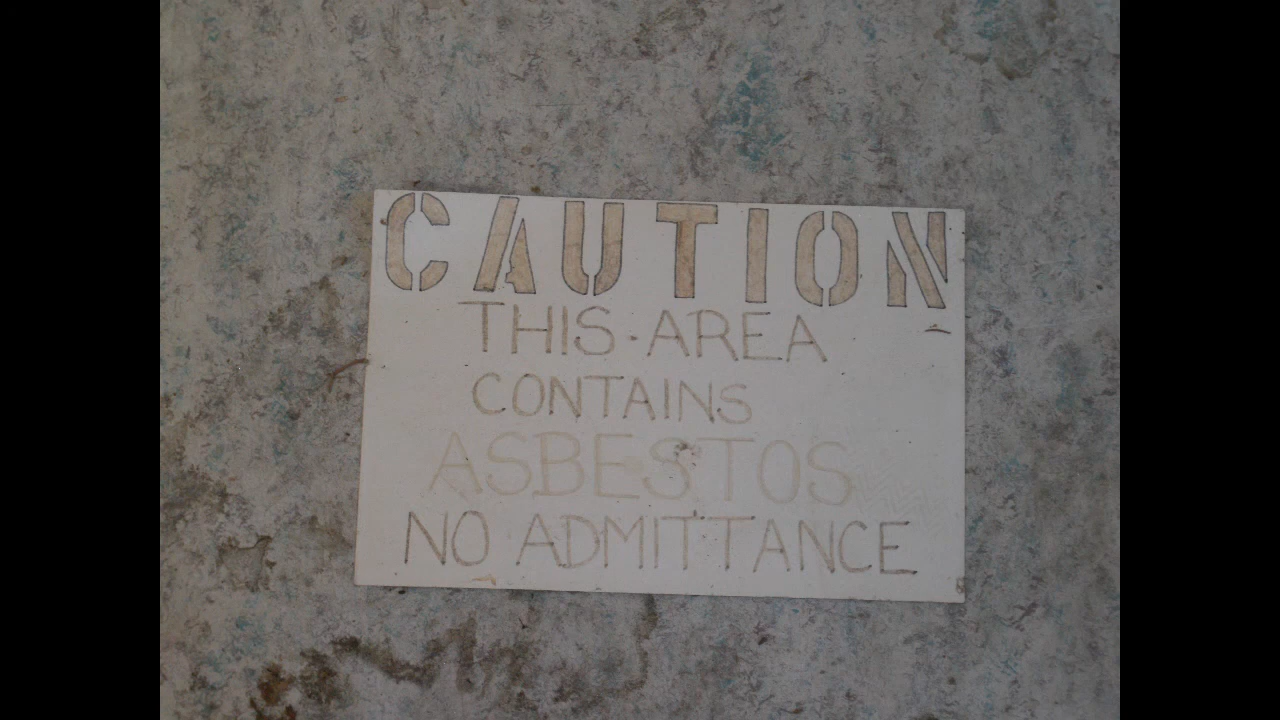 CAUTION
THIS AREA
CONTAINS
ASBESTOS
NO ADMITTANCE